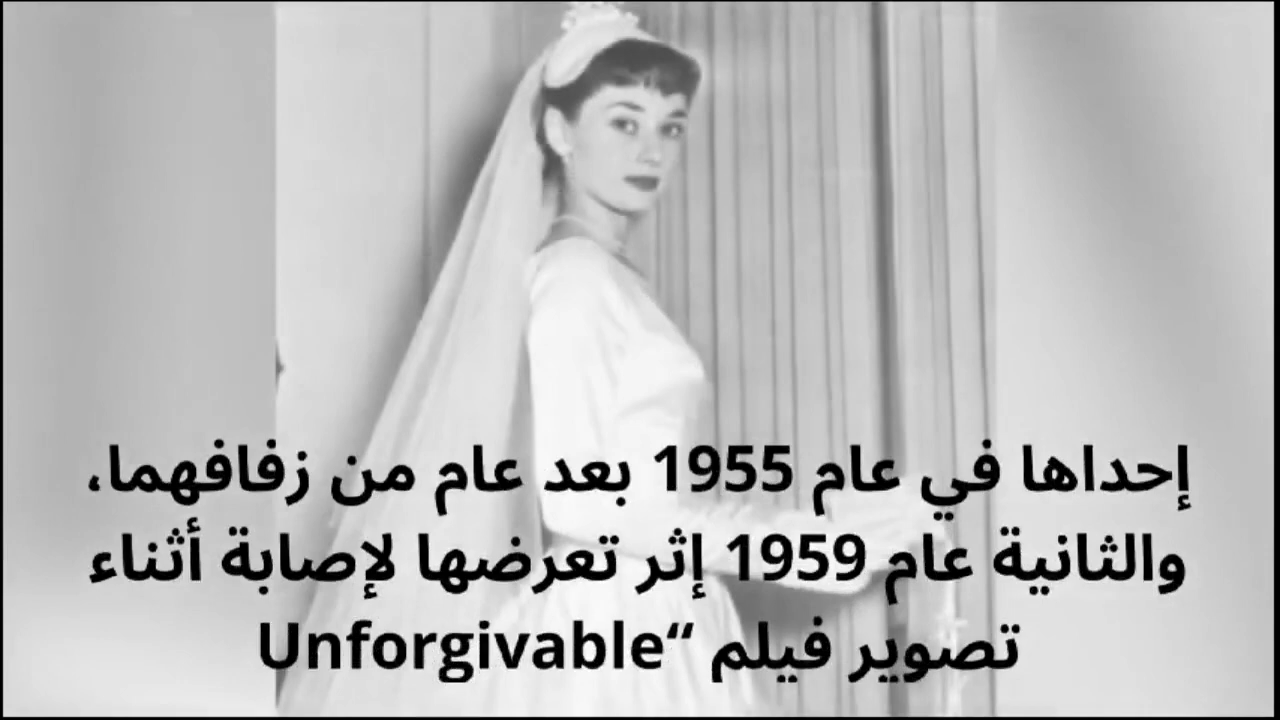 إحداها في عام 1955 بعد عام من زفافهما،
والثانية عام 1959 إثر تعرضها لإصابة أثناء
تصوير فيلم “Unforgivable